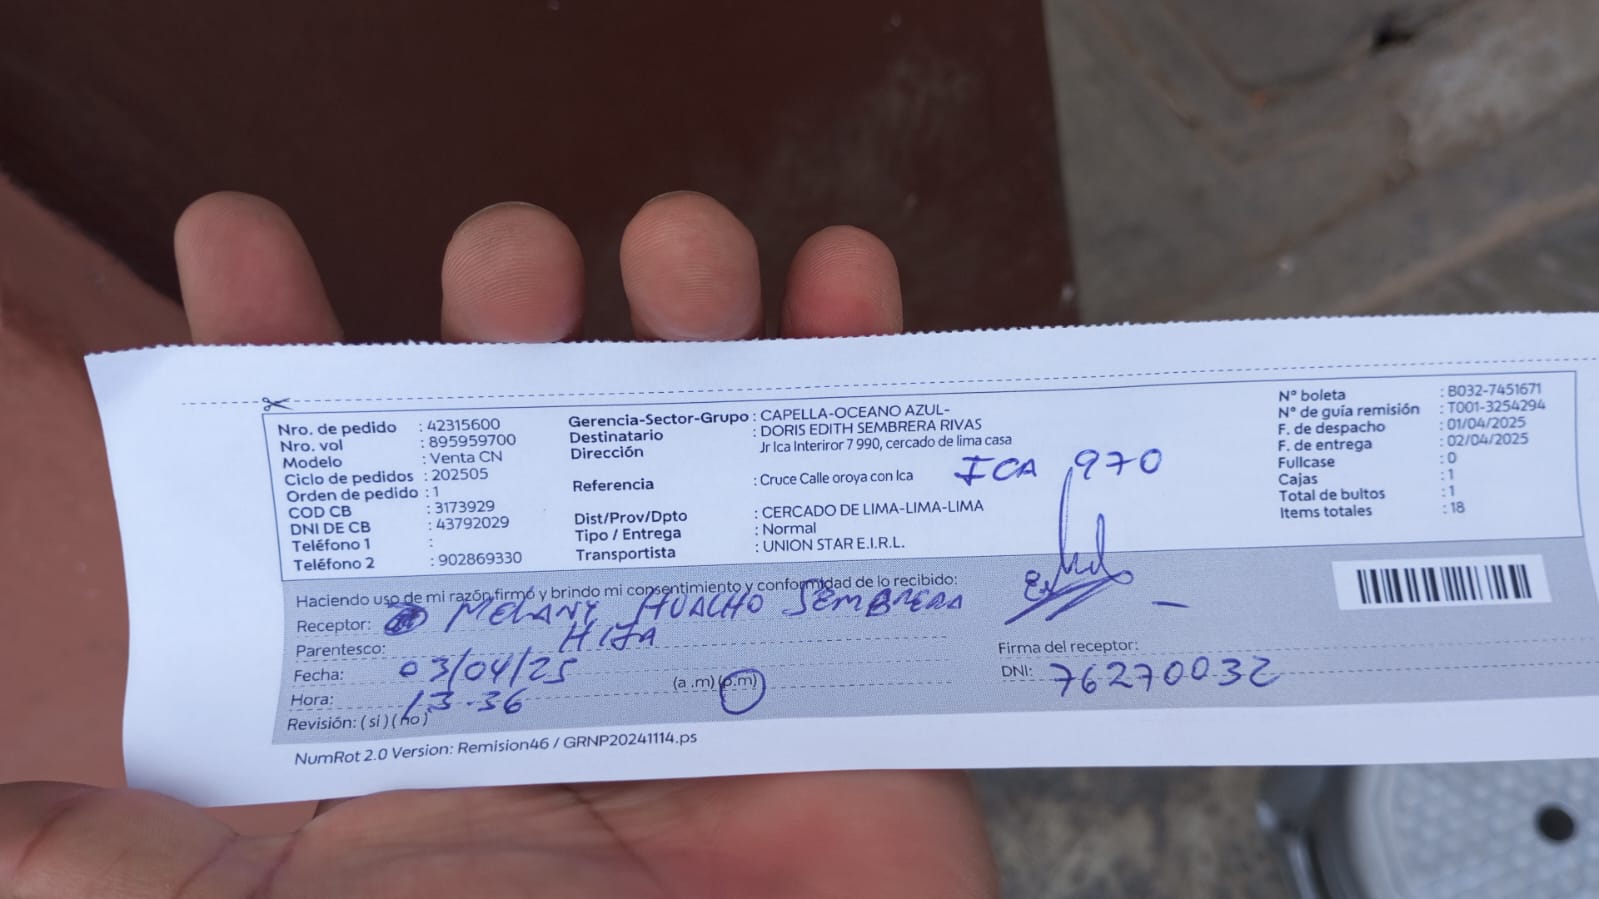 Nro. de pedido : 42315600
Nro. vol : 895959700
Modelo : Venta CN
Ciclo de pedidos : 202505
Orden de pedido : 1
COD CB : 3173929
DNI DE CB : 43792029
Teléfono 1 :
Teléfono 2 : 902869330
Gerencia-Sector-Grupo : CAPELLA-OCEANO AZUL-
Destinatario : DORIS EDITH SEMBRERA RIVAS
Dirección Jr Ica Interiror 7 990, cercado de lima casa
Referencia : Cruce Calle oroya con Ica
ICA 970
Dist/Prov/Dpto : CERCADO DE LIMA-LIMA-LIMA
Tipo / Entrega : Normal
Transportista : UNION STAR E.I.R.L.
N° boleta : B032-7451671
N° de guía remisión : T001-3254294
F. de despacho : 01/04/2025
F. de entrega : 02/04/2025
Fullcase : 0
Cajas : 1
Total de bultos : 1
Items totales : 18
Haciendo uso de mi razón firmó y brindo mi consentimiento y conformidad de lo recibido:
Receptor: MELANY HUACHO SEMBRERA
Parentesco: HIJA
Fecha: 03/04/25
Hora: 13-36 (a .m) (p.m)
Revisión: ( si ) ( no )
Firma del receptor:
DNI: 76270032
NumRot 2.0 Version: Remision46 / GRNP20241114.ps